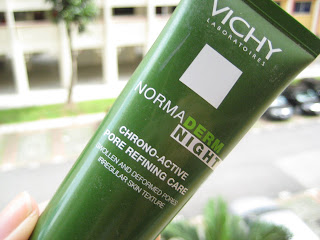 VICHY
LABORATOIRES
NORMADERM
NIGHT
CHRONO-ACTIVE
PORE REFINING CARE
SWOLLEN AND DEFORMED PORES
IRREGULAR SKIN TEXTURE